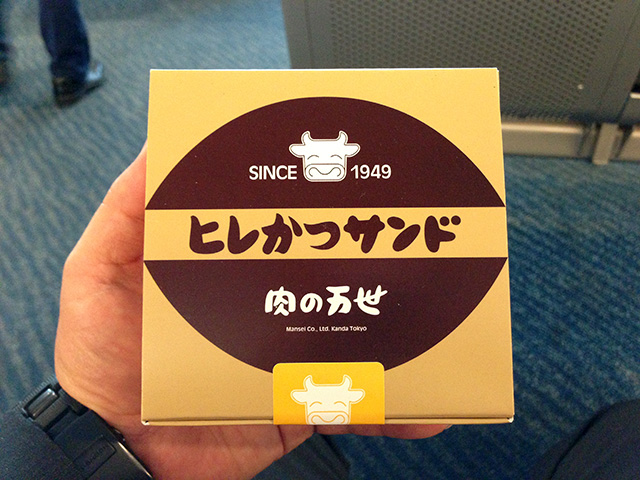 SINCE 1949
ヒレかつサンド
肉の万世
Mansei Co., Ltd. Kanda Tokyo